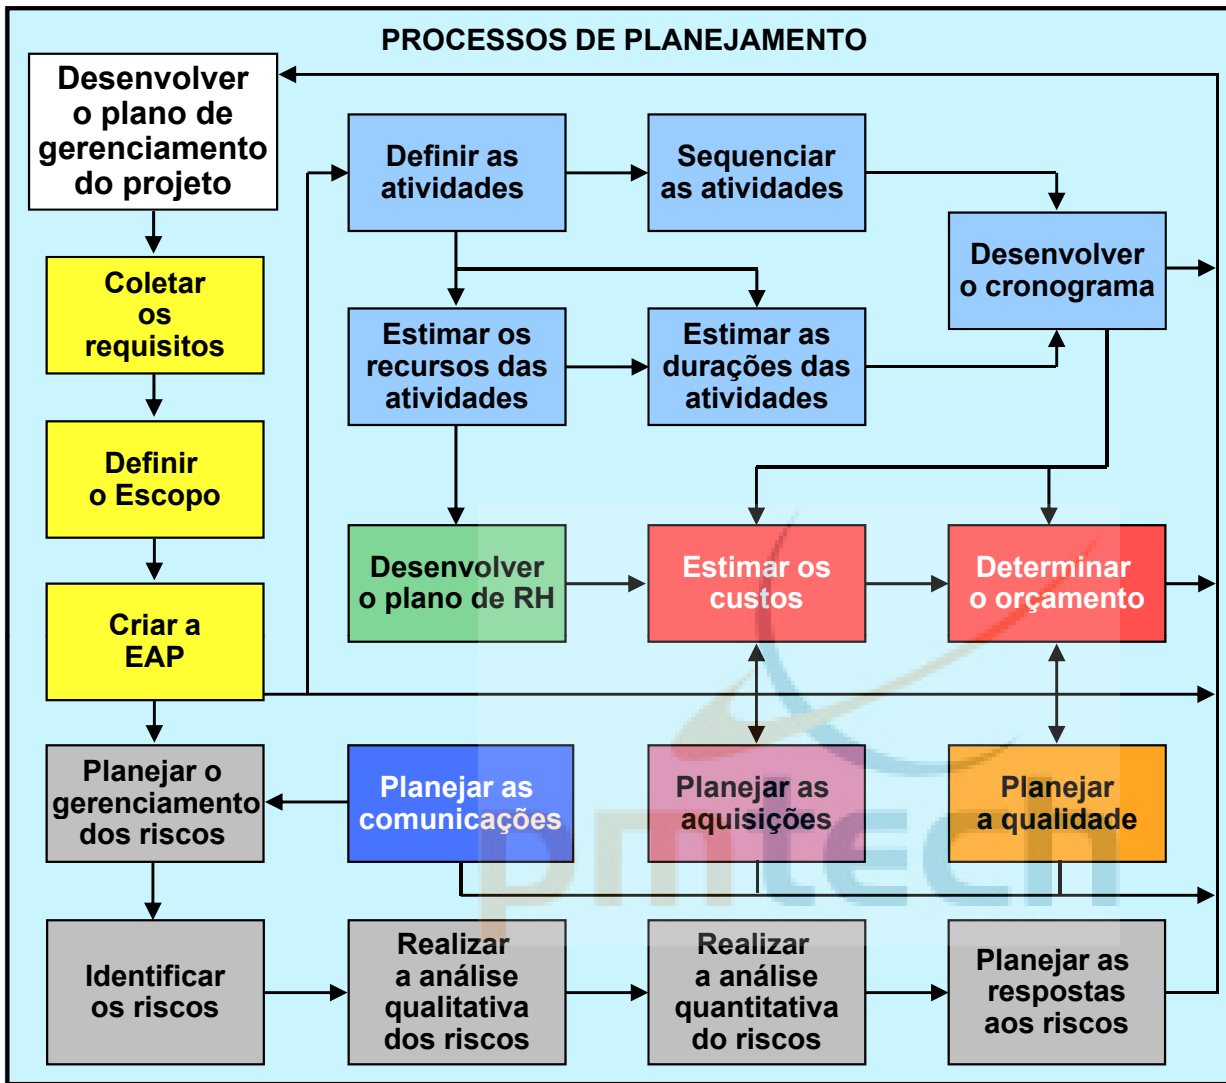 PROCESSOS DE PLANEJAMENTO
Desenvolver
o plano de
gerenciamento
do projeto
Definir as
atividades
Sequenciar
as atividades
Desenvolver
o cronograma
Coletar
os
requisitos
Estimar os
recursos das
atividades
Estimar as
durações das
atividades
Definir
o Escopo
Desenvolver
o plano de RH
Estimar os
custos
Determinar
o orçamento
Criar a
EAP
Planejar o
gerenciamento
dos riscos
Planejar as
comunicações
Planejar as
aquisições
Planejar
a qualidade
pmtech
Identificar
os riscos
Realizar
a análise
qualitativa
dos riscos
Realizar
a análise
quantitativa
do riscos
Planejar as
respostas
aos riscos